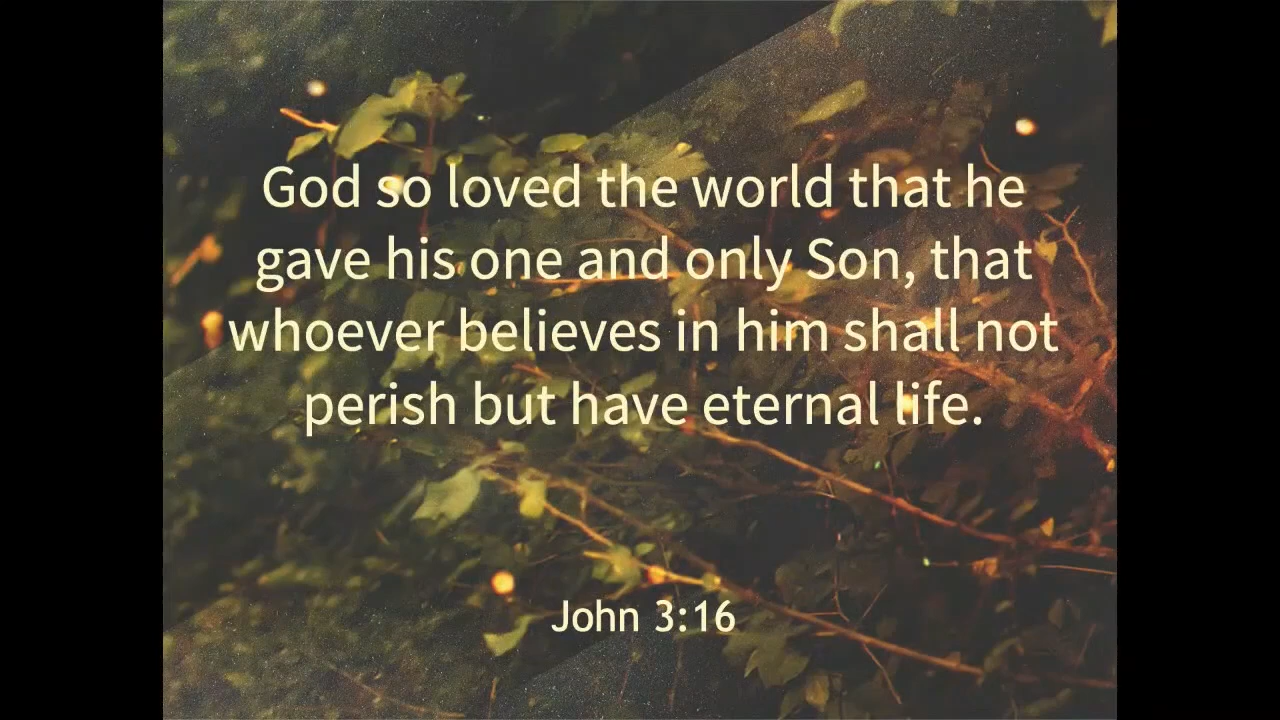 God so loved the world that he
gave his one and only Son, that
whoever believes in him shall not
perish but have eternal life.
John 3:16